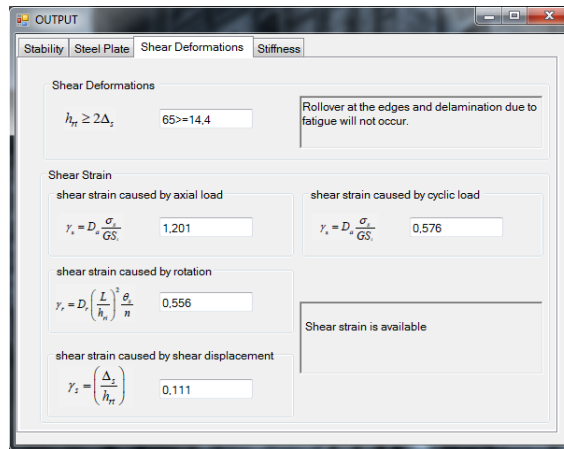 OUTPUT
Stability Steel Plate Shear Deformations Stiffness
Shear Deformations
h_rt ≥ 2Δ_s
65>=14,4
Rollover at the edges and delamination due to
fatigue will not occur.
Shear Strain
shear strain caused by axial load
γ_a = D_a σ_s / GS_i
1,201
shear strain caused by cyclic load
γ_a = D_a σ_s / GS_i
0,576
shear strain caused by rotation
γ_r = D_r (L / h_ri)² θ_s / n
0,556
Shear strain is available
shear strain caused by shear displacement
γ_s = (Δ_s / h_rt)
0,111